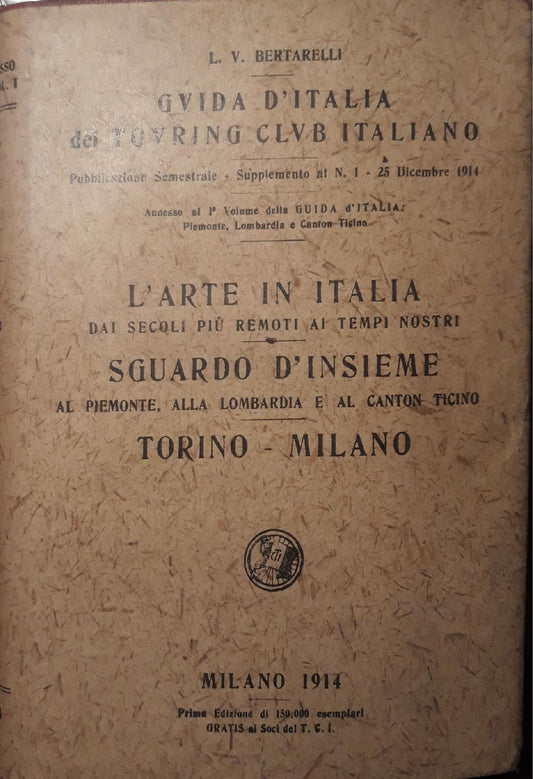 SSO
L. I
L. V. BERTARELLI
GVIDA D'ITALIA
del TOVRING CLVB ITALIANO
Pubblicazione Semestrale - Supplemento al N. 1 - 25 Dicembre 1914
Annesso al 1º Volume della GUIDA d'ITALIA:
Piemonte, Lombardia e Canton Ticino
L'ARTE IN ITALIA
DAI SECOLI PIÙ REMOTI AI TEMPI NOSTRI
SGUARDO D'INSIEME
AL PIEMONTE, ALLA LOMBARDIA E AL CANTON TICINO
TORINO - MILANO
MILANO 1914
Prima Edizione di 150.000 esemplari
GRATIS ai Soci del T. C. I.